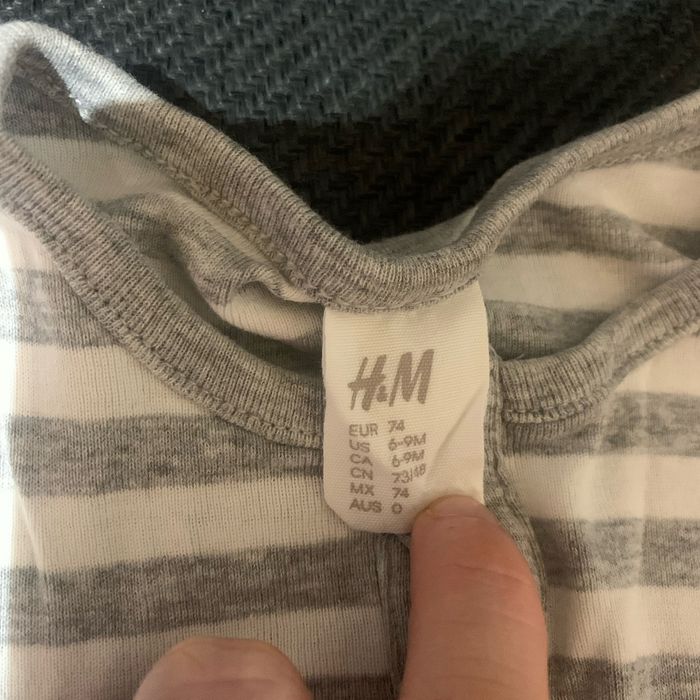 H&M
EUR 74
US 6-9M
CA 6-9M
CN 73/48
MX 74
AUS 0